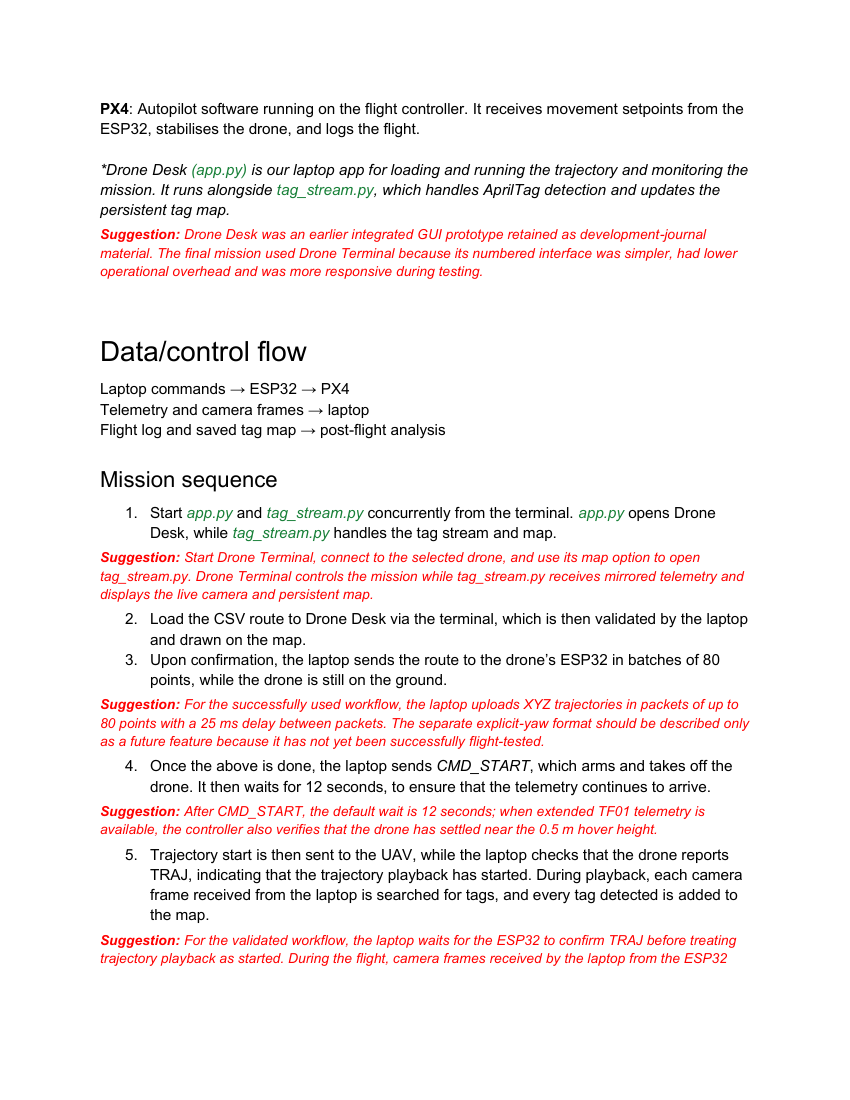 PX4: Autopilot software running on the flight controller. It receives movement setpoints from the
ESP32, stabilises the drone, and logs the flight.
*Drone Desk (app.py) is our laptop app for loading and running the trajectory and monitoring the
mission. It runs alongside tag_stream.py, which handles AprilTag detection and updates the
persistent tag map.
Suggestion: Drone Desk was an earlier integrated GUI prototype retained as development-journal
material. The final mission used Drone Terminal because its numbered interface was simpler, had lower
operational overhead and was more responsive during testing.
Data/control flow
Laptop commands → ESP32 → PX4
Telemetry and camera frames → laptop
Flight log and saved tag map → post-flight analysis
Mission sequence
1. Start app.py and tag_stream.py concurrently from the terminal. app.py opens Drone
Desk, while tag_stream.py handles the tag stream and map.
Suggestion: Start Drone Terminal, connect to the selected drone, and use its map option to open
tag_stream.py. Drone Terminal controls the mission while tag_stream.py receives mirrored telemetry and
displays the live camera and persistent map.
2. Load the CSV route to Drone Desk via the terminal, which is then validated by the laptop
and drawn on the map.
3. Upon confirmation, the laptop sends the route to the drone's ESP32 in batches of 80
points, while the drone is still on the ground.
Suggestion: For the successfully used workflow, the laptop uploads XYZ trajectories in packets of up to
80 points with a 25 ms delay between packets. The separate explicit-yaw format should be described only
as a future feature because it has not yet been successfully flight-tested.
4. Once the above is done, the laptop sends CMD_START, which arms and takes off the
drone. It then waits for 12 seconds, to ensure that the telemetry continues to arrive.
Suggestion: After CMD_START, the default wait is 12 seconds; when extended TF01 telemetry is
available, the controller also verifies that the drone has settled near the 0.5 m hover height.
5. Trajectory start is then sent to the UAV, while the laptop checks that the drone reports
TRAJ, indicating that the trajectory playback has started. During playback, each camera
frame received from the laptop is searched for tags, and every tag detected is added to
the map.
Suggestion: For the validated workflow, the laptop waits for the ESP32 to confirm TRAJ before treating
trajectory playback as started. During the flight, camera frames received by the laptop from the ESP32